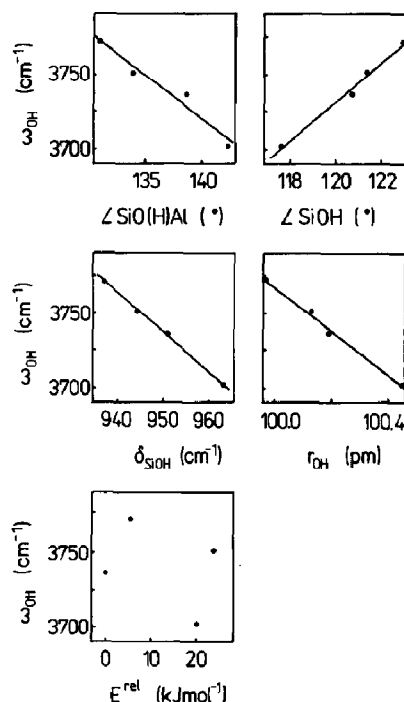 ω_OH (cm⁻¹)
3750
3700
135 140
∠SiO(H)Al (°)
118 120 122
∠SiOH (°)
ω_OH (cm⁻¹)
3750
3700
940 950 960
δ_SiOH (cm⁻¹)
100.0 100.4
r_OH (pm)
ω_OH (cm⁻¹)
3750
3700
0 10 20
E^rel (kJmol⁻¹)